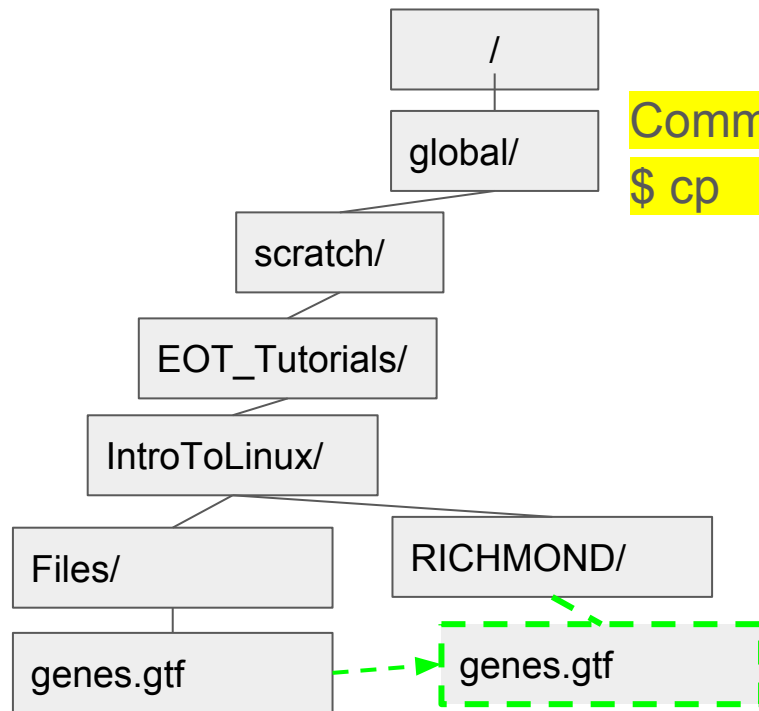 /
global/
Comm
$ cp
scratch/
EOT_Tutorials/
IntroToLinux/
Files/
RICHMOND/
genes.gtf
genes.gtf